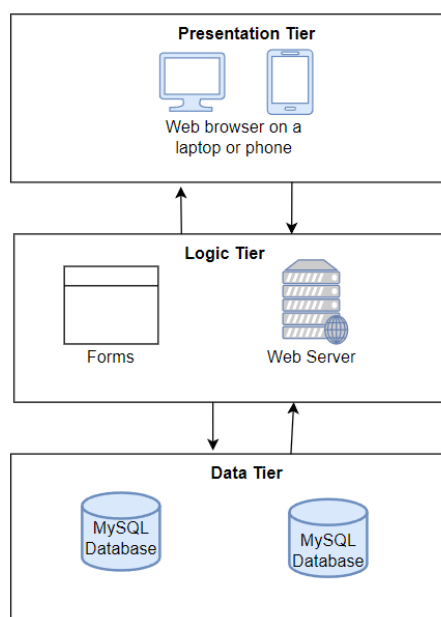 Presentation Tier
Web browser on a
laptop or phone
Logic Tier
Forms
Web Server
Data Tier
MySQL
Database
MySQL
Database